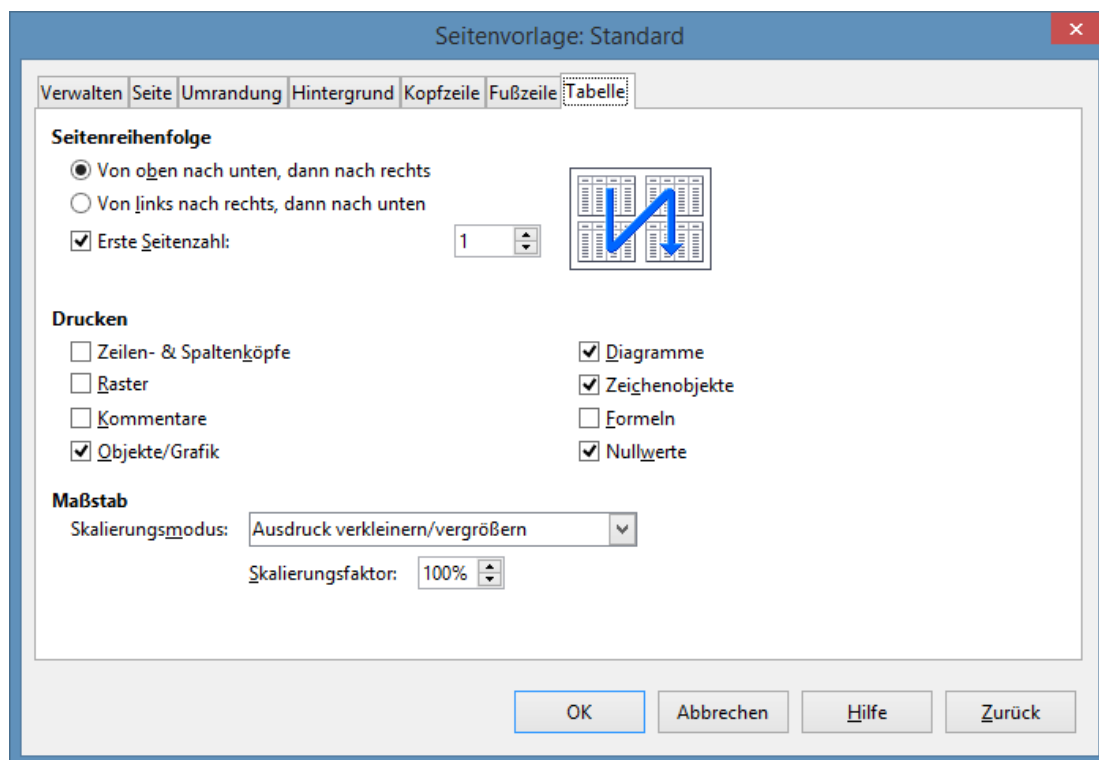 Seitenvorlage: Standard
Verwalten Seite Umrandung Hintergrund Kopfzeile Fußzeile Tabelle
Seitenreihenfolge
Von oben nach unten, dann nach rechts
Von links nach rechts, dann nach unten
Erste Seitenzahl: 1
Drucken
Zeilen- & Spaltenköpfe Diagramme
Raster Zeichenobjekte
Kommentare Formeln
Objekte/Grafik Nullwerte
Maßstab
Skalierungsmodus: Ausdruck verkleinern/vergrößern
Skalierungsfaktor: 100%
OK Abbrechen Hilfe Zurück